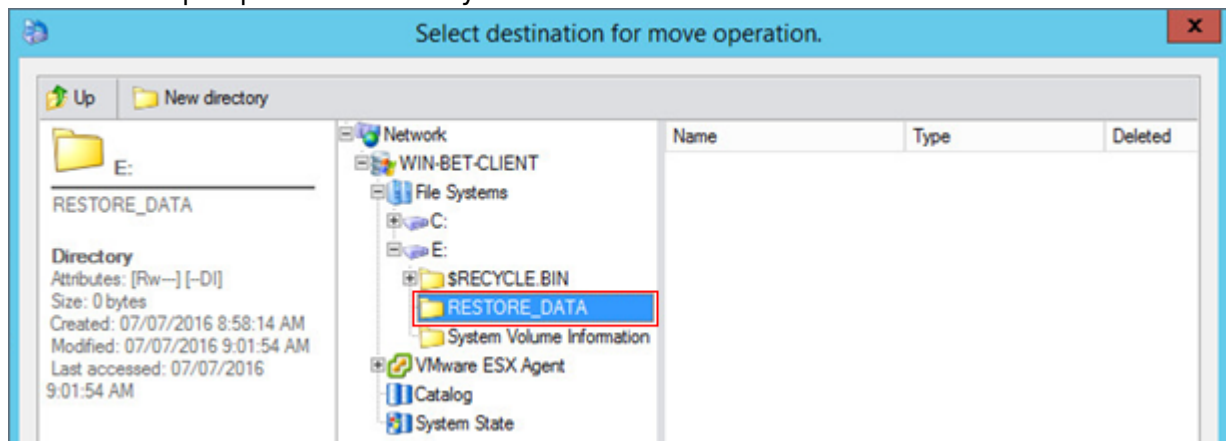 Select destination for move operation.
x
Up
New directory
E:
RESTORE_DATA
Directory
Attributes: [Rw---] [--DI]
Size: 0 bytes
Created: 07/07/2016 8:58:14 AM
Modified: 07/07/2016 9:01:54 AM
Last accessed: 07/07/2016
9:01:54 AM
Network
WIN-BET-CLIENT
File Systems
C:
E:
$RECYCLE.BIN
RESTORE_DATA
System Volume Information
VMware ESX Agent
Catalog
System State
Name Type Deleted